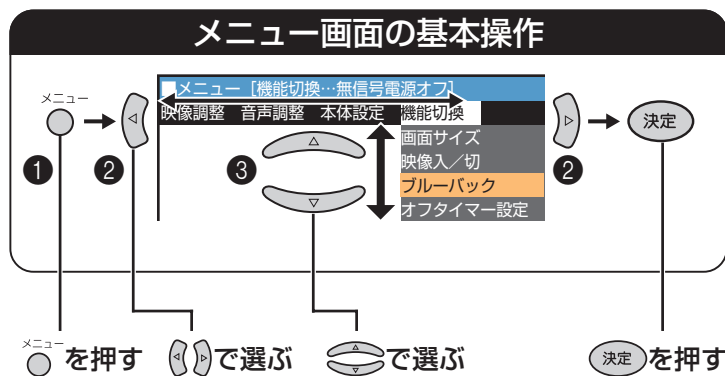 メニュー画面の基本操作
メニュー
■メニュー [機能切換…無信号電源オフ]
映像調整 音声調整 本体設定 機能切換
画面サイズ
映像入／切
ブルーバック
オフタイマー設定
決定
❶ ❷ ❸ ❷
メニュー
を押す で選ぶ で選ぶ 決定 を押す